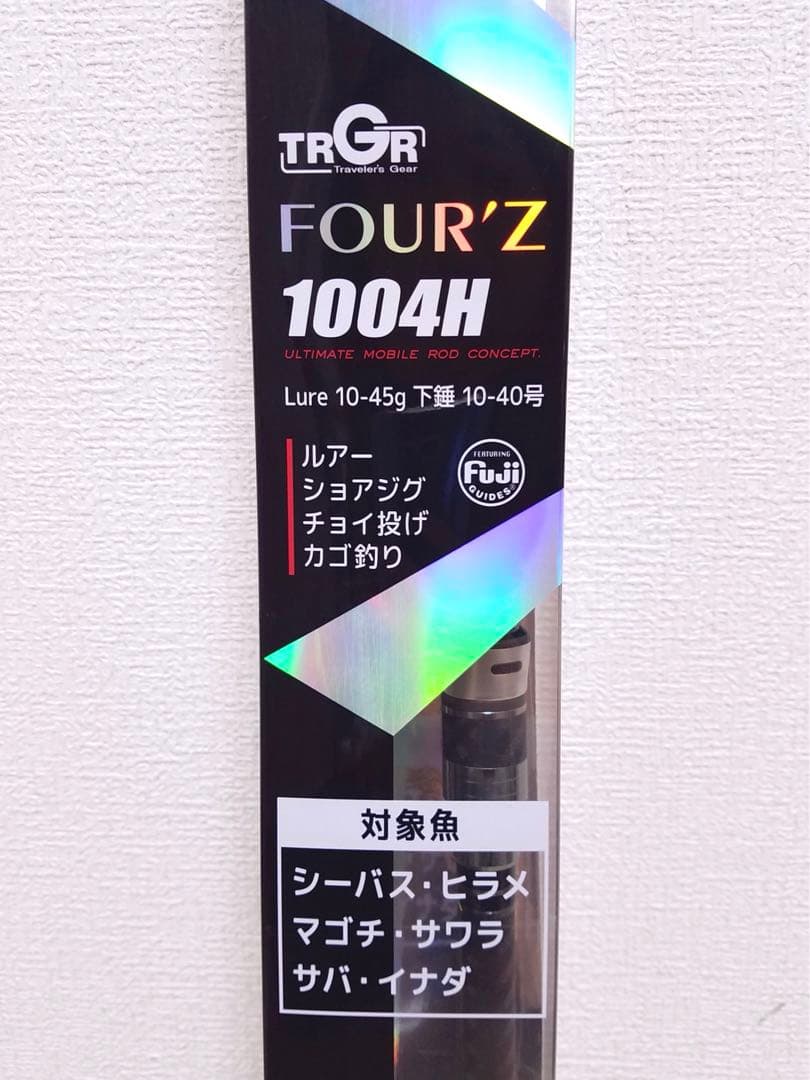 TRGR
Traveler's Gear
FOUR'Z
1004H
ULTIMATE MOBILE ROD CONCEPT.
Lure 10-45g 下錘 10-40号
ルアー
ショアジグ
チョイ投げ
カゴ釣り
FEATURING
Fuji
GUIDES
対象魚
シーバス・ヒラメ
マゴチ・サワラ
サバ・イナダ